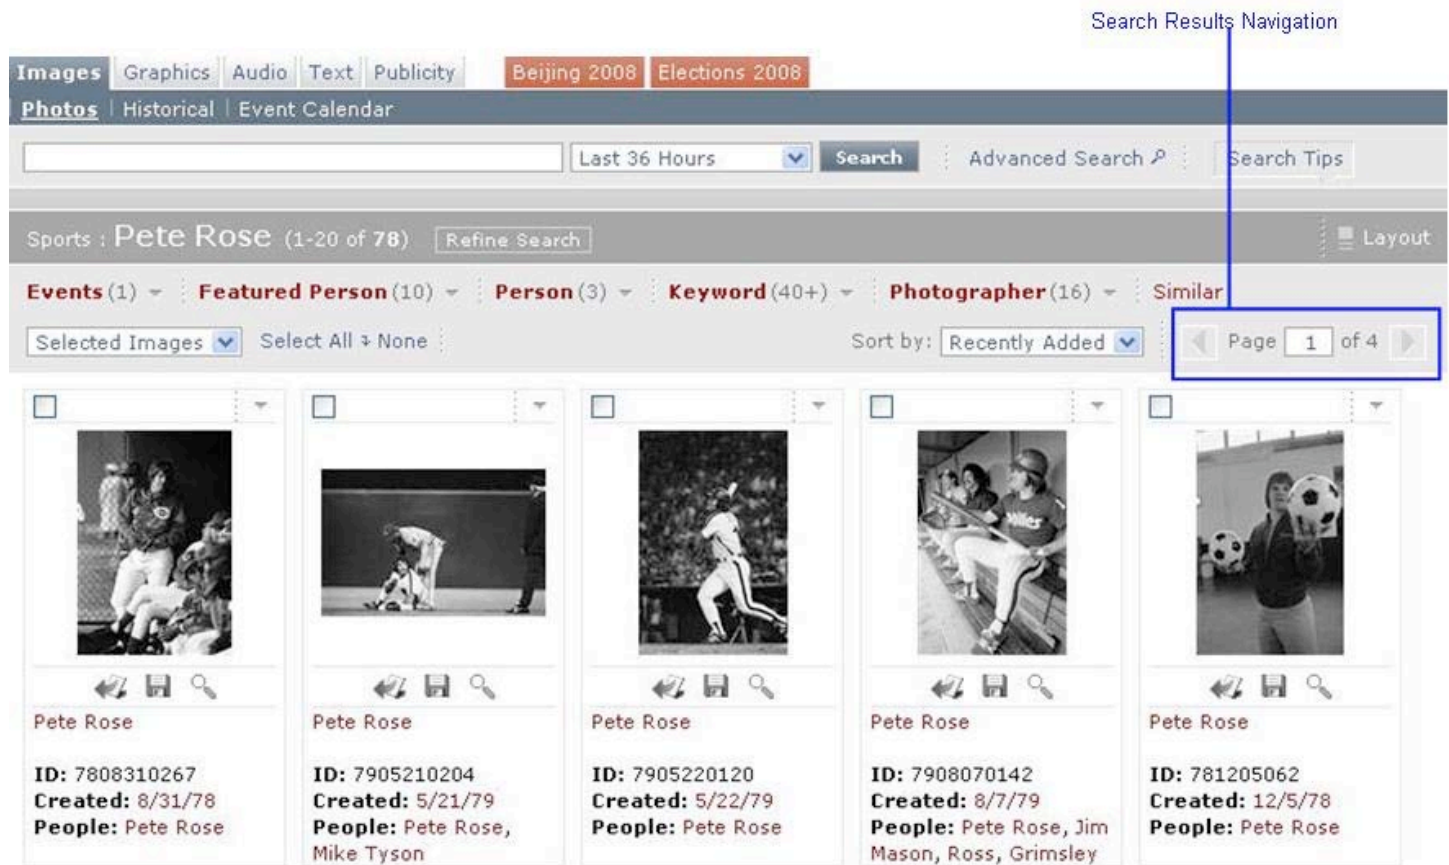 Search Results Navigation
Images Graphics Audio Text Publicity Beijing 2008 Elections 2008
Photos | Historical | Event Calendar
Last 36 Hours Search Advanced Search Search Tips
Sports : Pete Rose (1-20 of 78) Refine Search Layout
Events (1) Featured Person (10) Person (3) Keyword (40+) Photographer (16) Similar
Selected Images Select All None Sort by: Recently Added Page 1 of 4
Pete Rose Pete Rose Pete Rose Pete Rose Pete Rose
ID: 7808310267 ID: 7905210204 ID: 7905220120 ID: 7908070142 ID: 781205062
Created: 8/31/78 Created: 5/21/79 Created: 5/22/79 Created: 8/7/79 Created: 12/5/78
People: Pete Rose People: Pete Rose, People: Pete Rose People: Pete Rose, Jim People: Pete Rose
Mike Tyson Mason, Ross, Grimsley